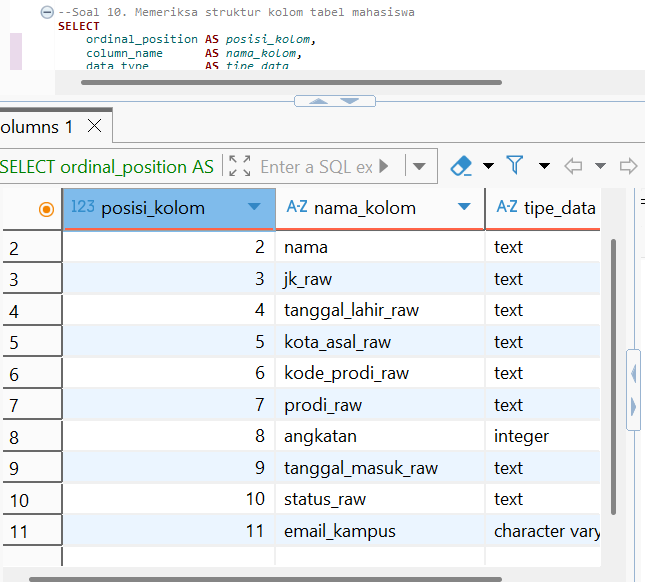 --Soal 10. Memeriksa struktur kolom tabel mahasiswa
SELECT
ordinal_position AS posisi_kolom,
column_name AS nama_kolom,
data_type AS tipe_data
olumns 1
SELECT ordinal_position AS
Enter a SQL ex
123 posisi_kolom A-Z nama_kolom A-Z tipe_data
2 2 nama text
3 3 jk_raw text
4 4 tanggal_lahir_raw text
5 5 kota_asal_raw text
6 6 kode_prodi_raw text
7 7 prodi_raw text
8 8 angkatan integer
9 9 tanggal_masuk_raw text
10 10 status_raw text
11 11 email_kampus character vary